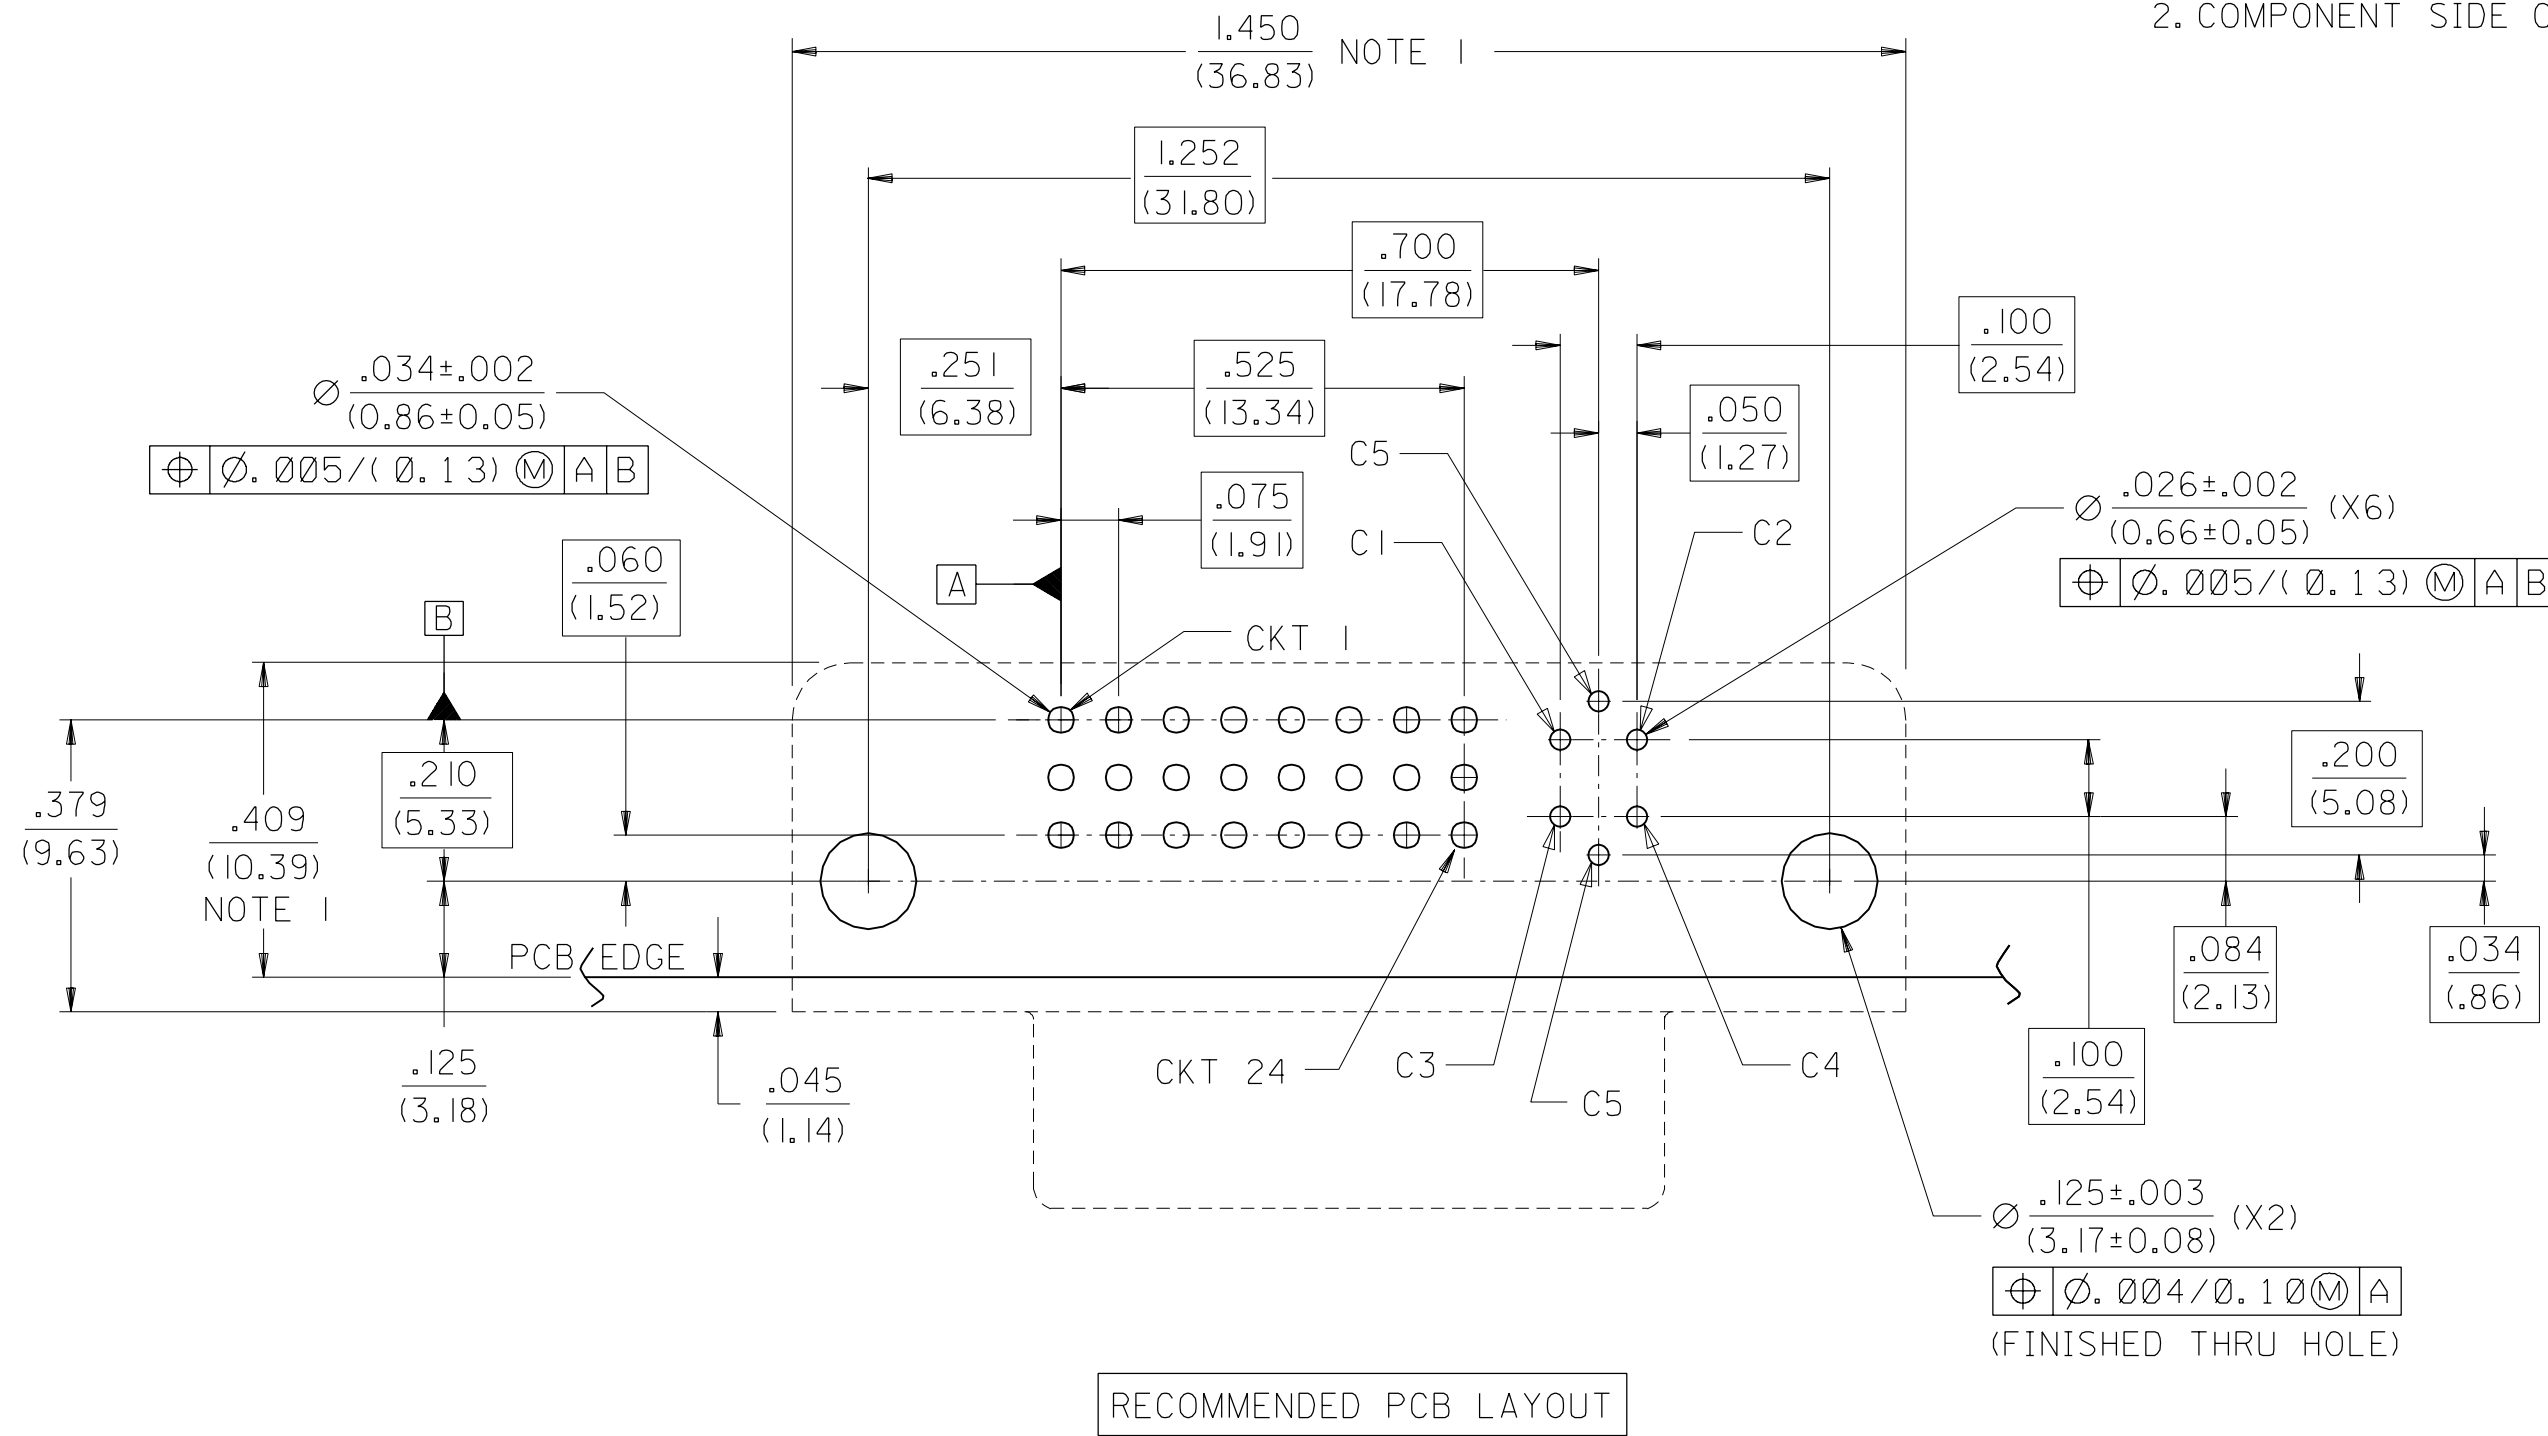 2. COMPONENT SIDE O
1.450
(36.83)
NOTE 1
1.252
(31.80)
.700
(17.78)
.100
(2.54)
.251
(6.38)
.525
(13.34)
Ø .034±.002
(0.86±0.05)
⌖ Ø.005/(0.13) Ⓜ A B
.050
(1.27)
C5
.075
(1.91)
C1
C2
Ø .026±.002 (X6)
(0.66±0.05)
⌖ Ø.005/(0.13) Ⓜ A B
.060
(1.52)
A
B
CKT 1
.210
(5.33)
.379
(9.63)
.409
(10.39)
NOTE 1
.200
(5.08)
PCB EDGE
.084
(2.13)
.034
(.86)
.125
(3.18)
.045
(1.14)
CKT 24
C3
C5
C4
.100
(2.54)
Ø .125±.003 (X2)
(3.17±0.08)
⌖ Ø.004/0.10Ⓜ A
(FINISHED THRU HOLE)
RECOMMENDED PCB LAYOUT